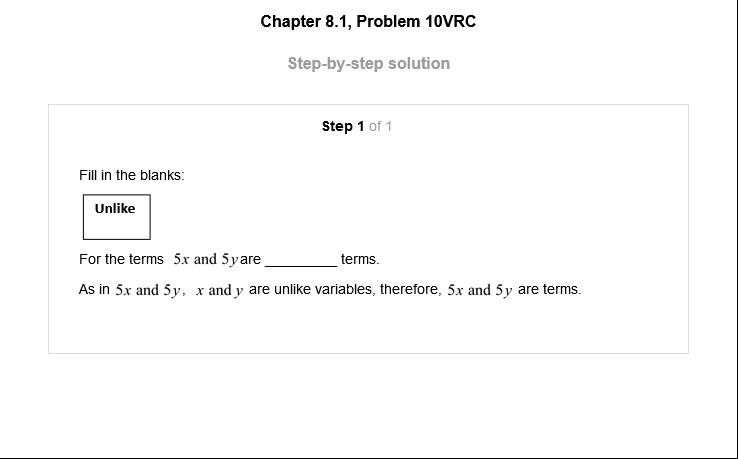 Chapter 8.1, Problem 10VRC
Step-by-step solution
Step 1 of 1
Fill in the blanks:
Unlike
For the terms 5x and 5y are _________ terms.
As in 5x and 5y, x and y are unlike variables, therefore, 5x and 5y are terms.